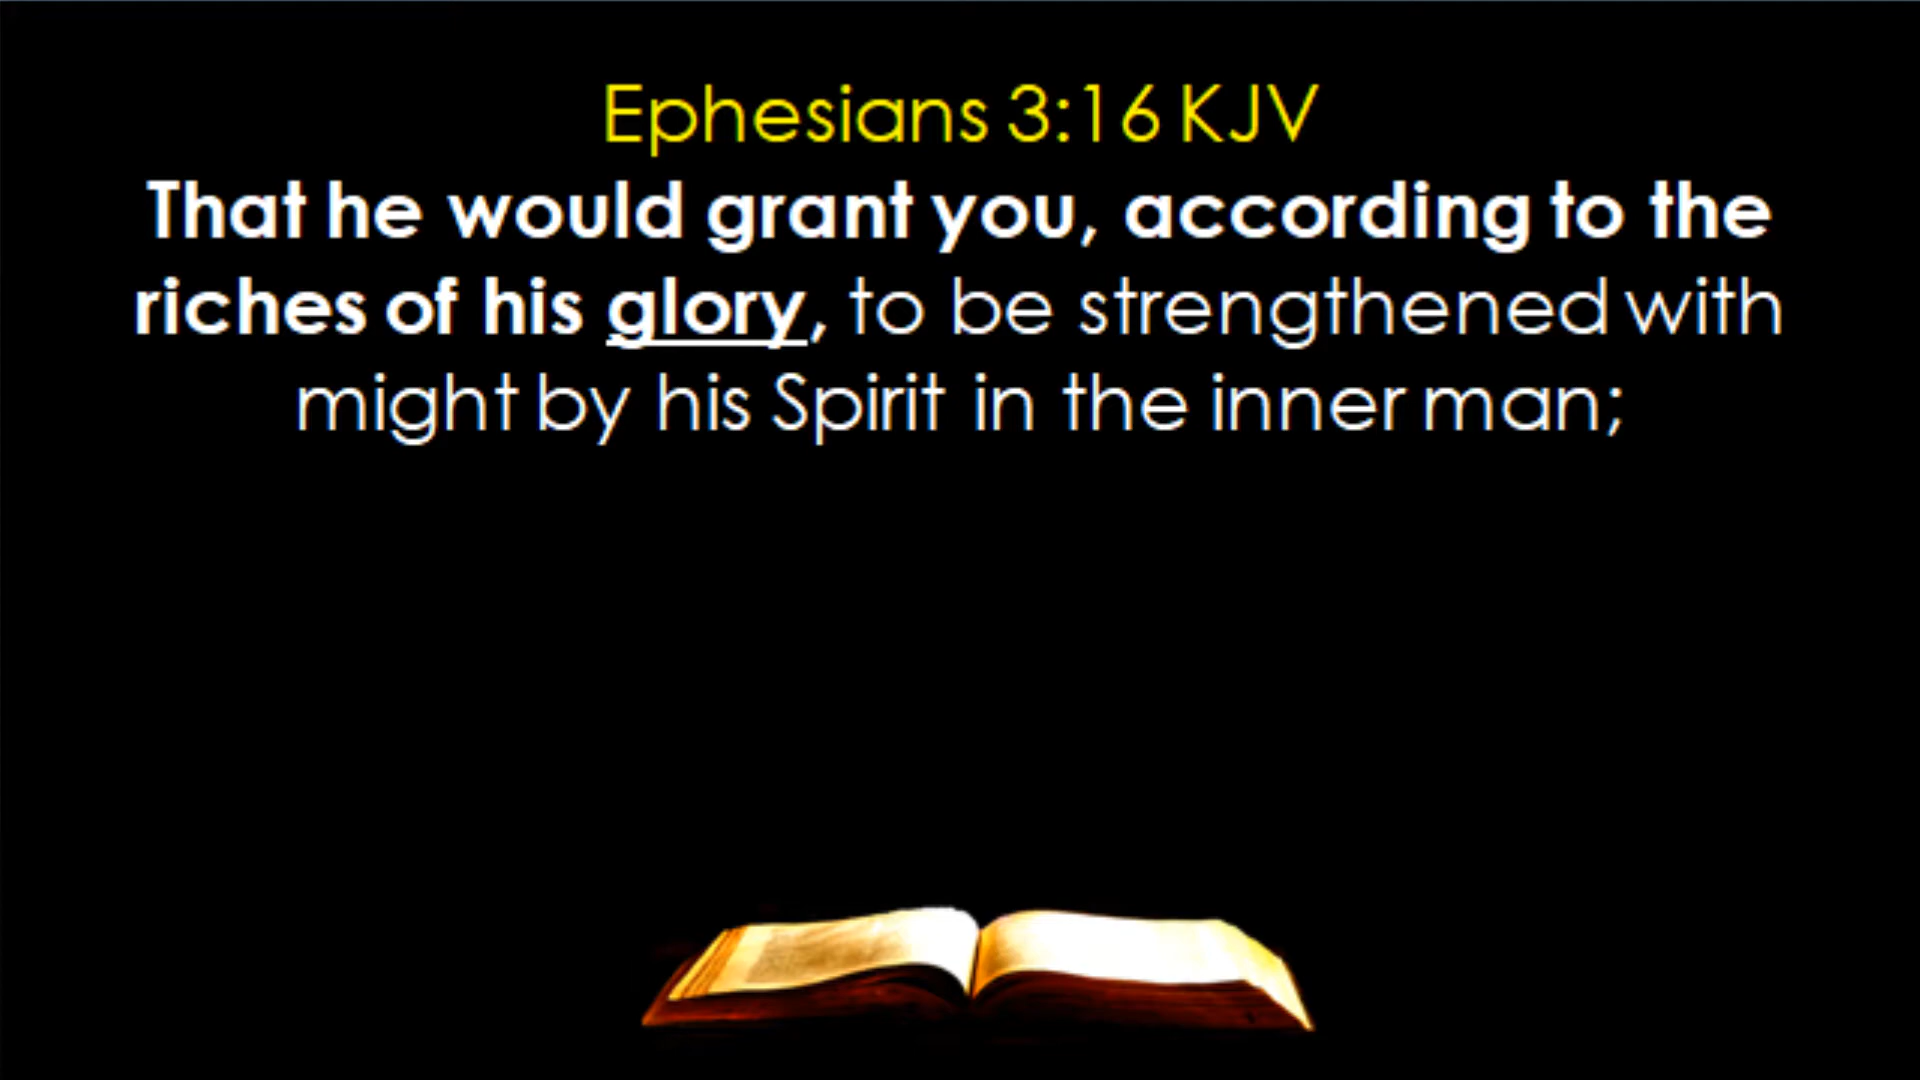 Ephesians 3:16 KJV
That he would grant you, according to the
riches of his glory, to be strengthened with
might by his Spirit in the inner man;